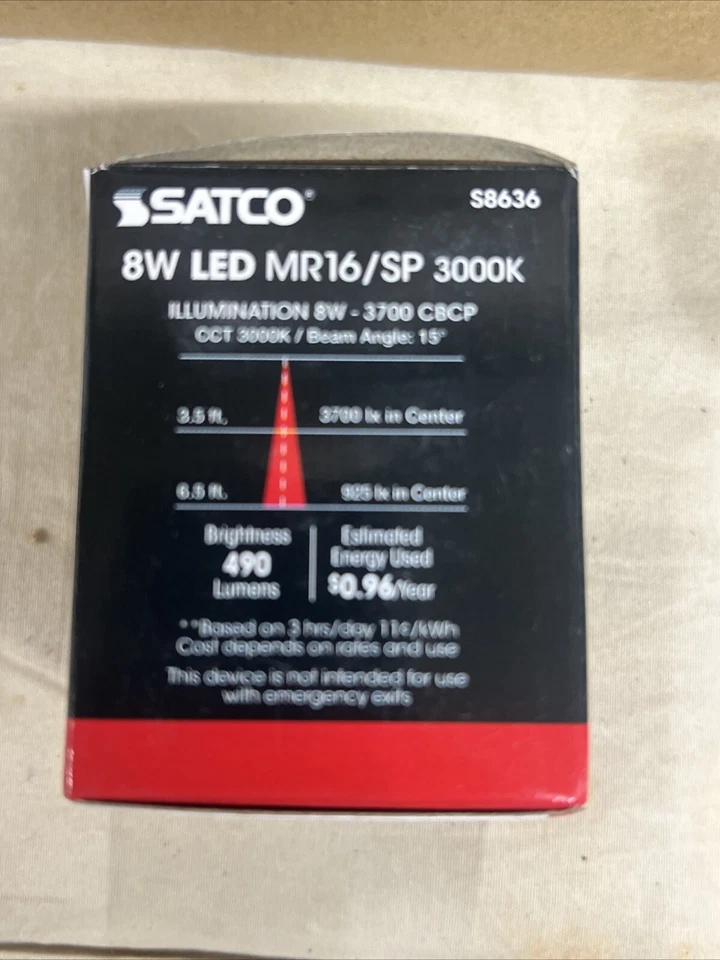 SATCO® S8636
8W LED MR16/SP 3000K
ILLUMINATION 8W - 3700 CBCP
CCT 3000K / Beam Angle: 15°
3.5 ft. 3700 lx in Center
6.5 ft. 925 lx in Center
Brightness
490
Lumens
Estimated
Energy Used
$0.96/Year
**Based on 3 hrs/day 11¢/kWh
Cost depends on rates and use
This device is not intended for use
with emergency exits